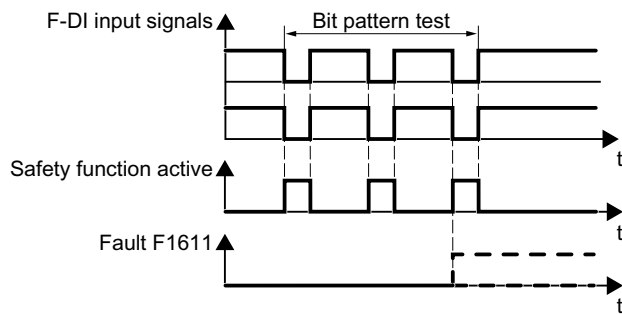 F-DI input signals
Bit pattern test
t
Safety function active
t
Fault F1611
t